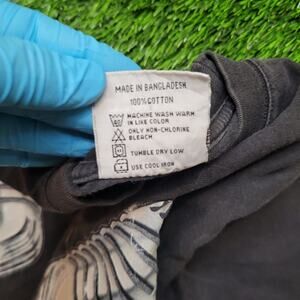 MADE IN BANGLADESH
100% COTTON
MACHINE WASH WARM
IN LIKE COLOR
ONLY NON-CHLORINE
BLEACH
TUMBLE DRY LOW
USE COOL IRON